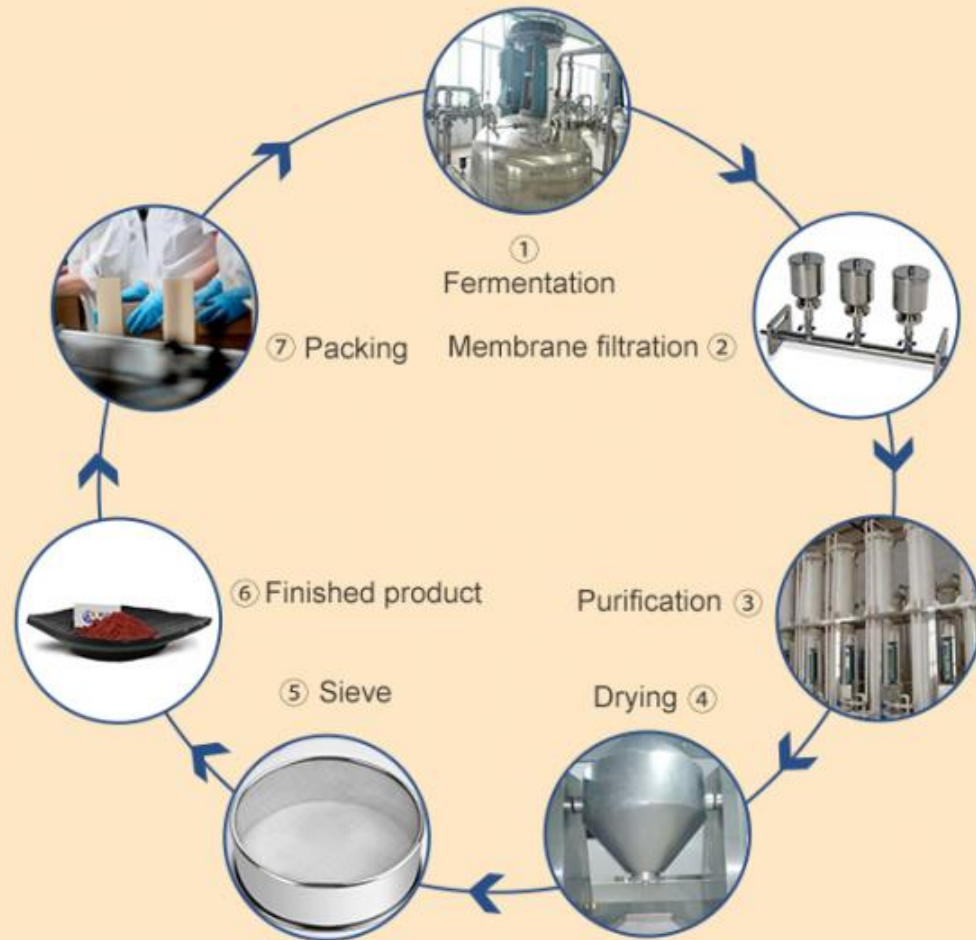 ①
Fermentation
Membrane filtration ②
Purification ③
Drying ④
⑤ Sieve
⑥ Finished product
⑦ Packing